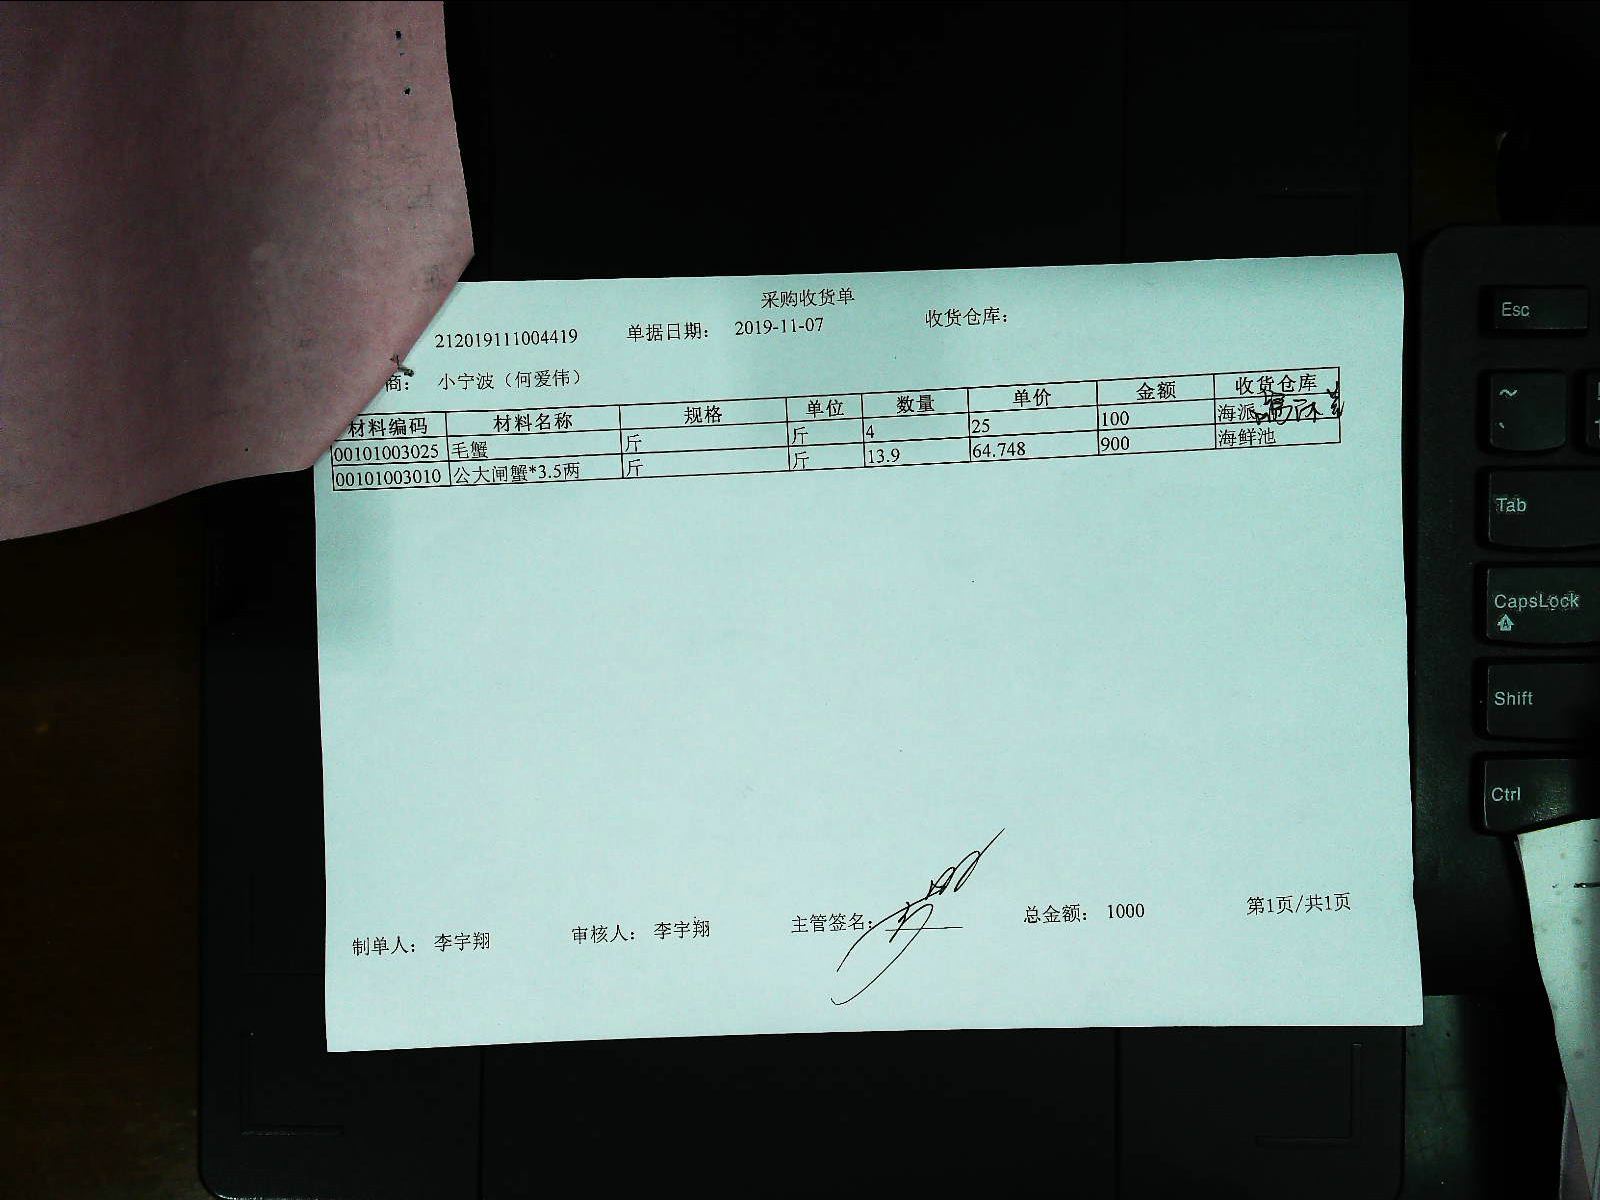 采购收货单
212019111004419 单据日期： 2019-11-07 收货仓库：
商： 小宁波（何爱伟）
材料编码 材料名称 规格 单位 数量 单价 金额 收货仓库
00101003025 毛蟹 斤 斤 4 25 100 海派
00101003010 公大闸蟹*3.5两 斤 斤 13.9 64.748 900 海鲜池
制单人： 李宇翔 审核人： 李宇翔 主管签名： 总金额： 1000 第1页/共1页
Esc
~
`
Tab
CapsLock
Shift
Ctrl